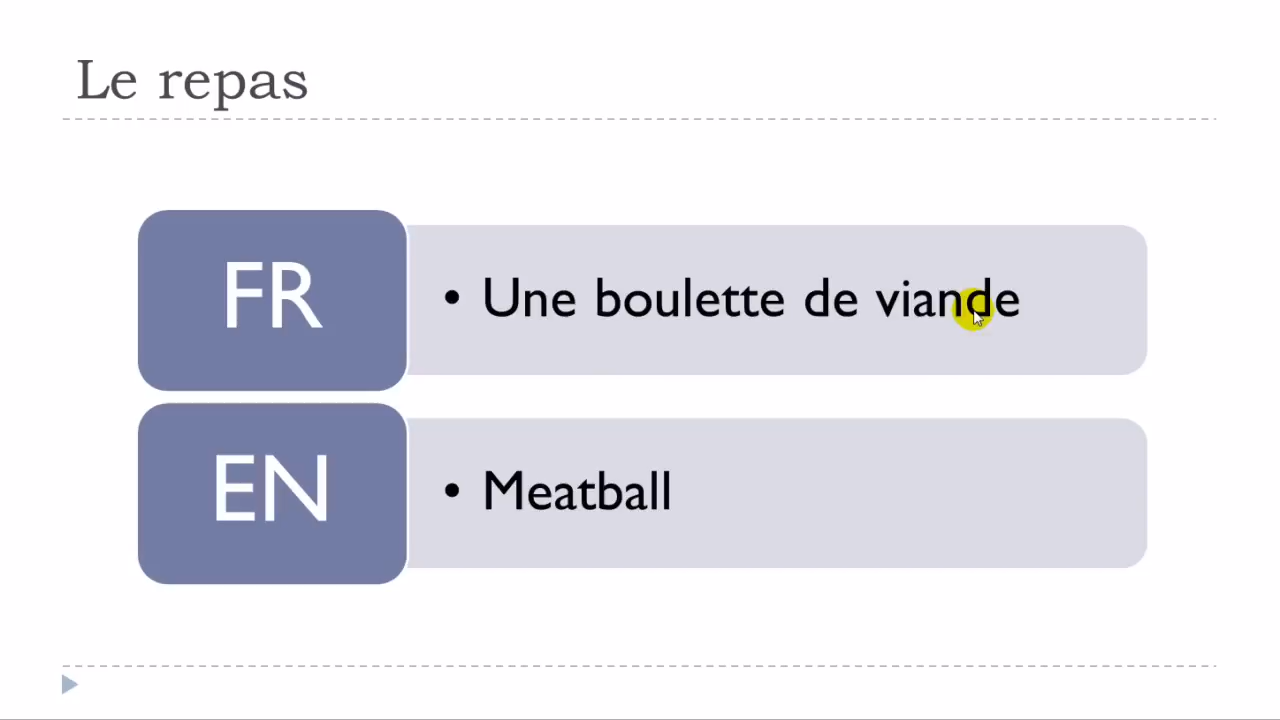 Le repas
FR
• Une boulette de viande
EN
• Meatball